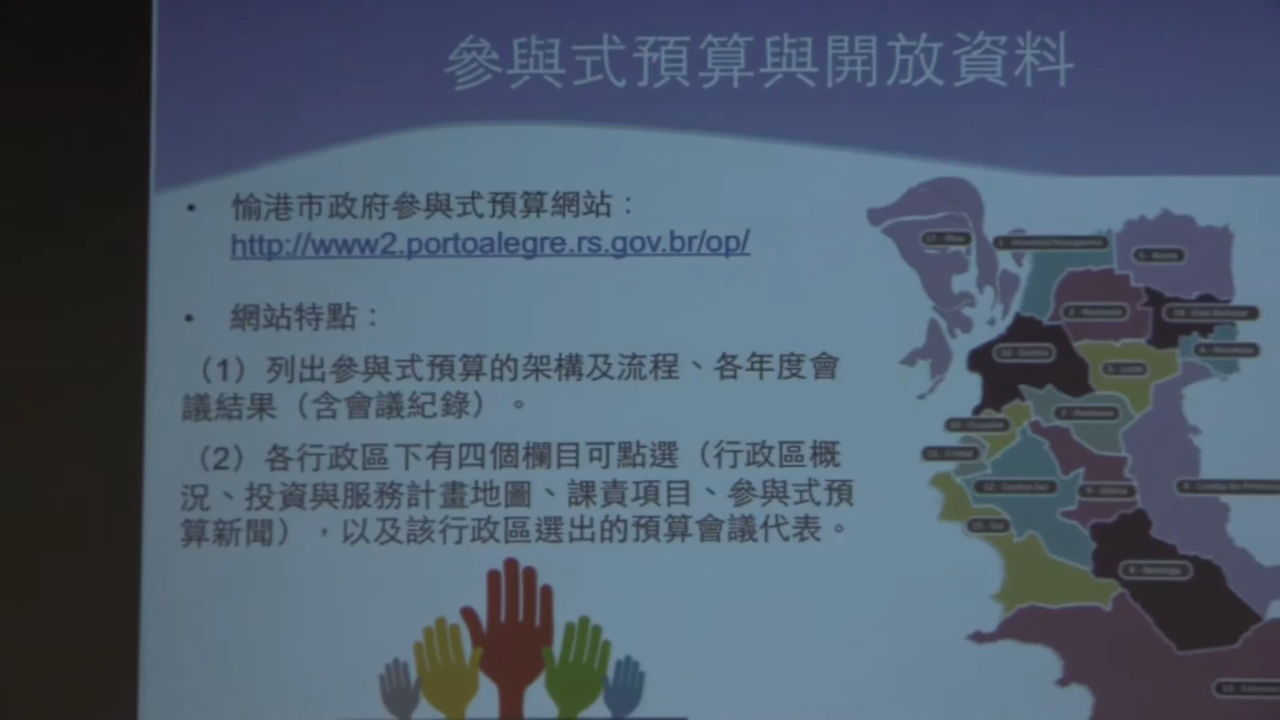 參與式預算與開放資料
• 愉港市政府參與式預算網站：
http://www2.portoalegre.rs.gov.br/op/
• 網站特點：
（1）列出參與式預算的架構及流程、各年度會
議結果（含會議紀錄）。
（2）各行政區下有四個欄目可點選（行政區概
況、投資與服務計畫地圖、課責項目、參與式預
算新聞），以及該行政區選出的預算會議代表。